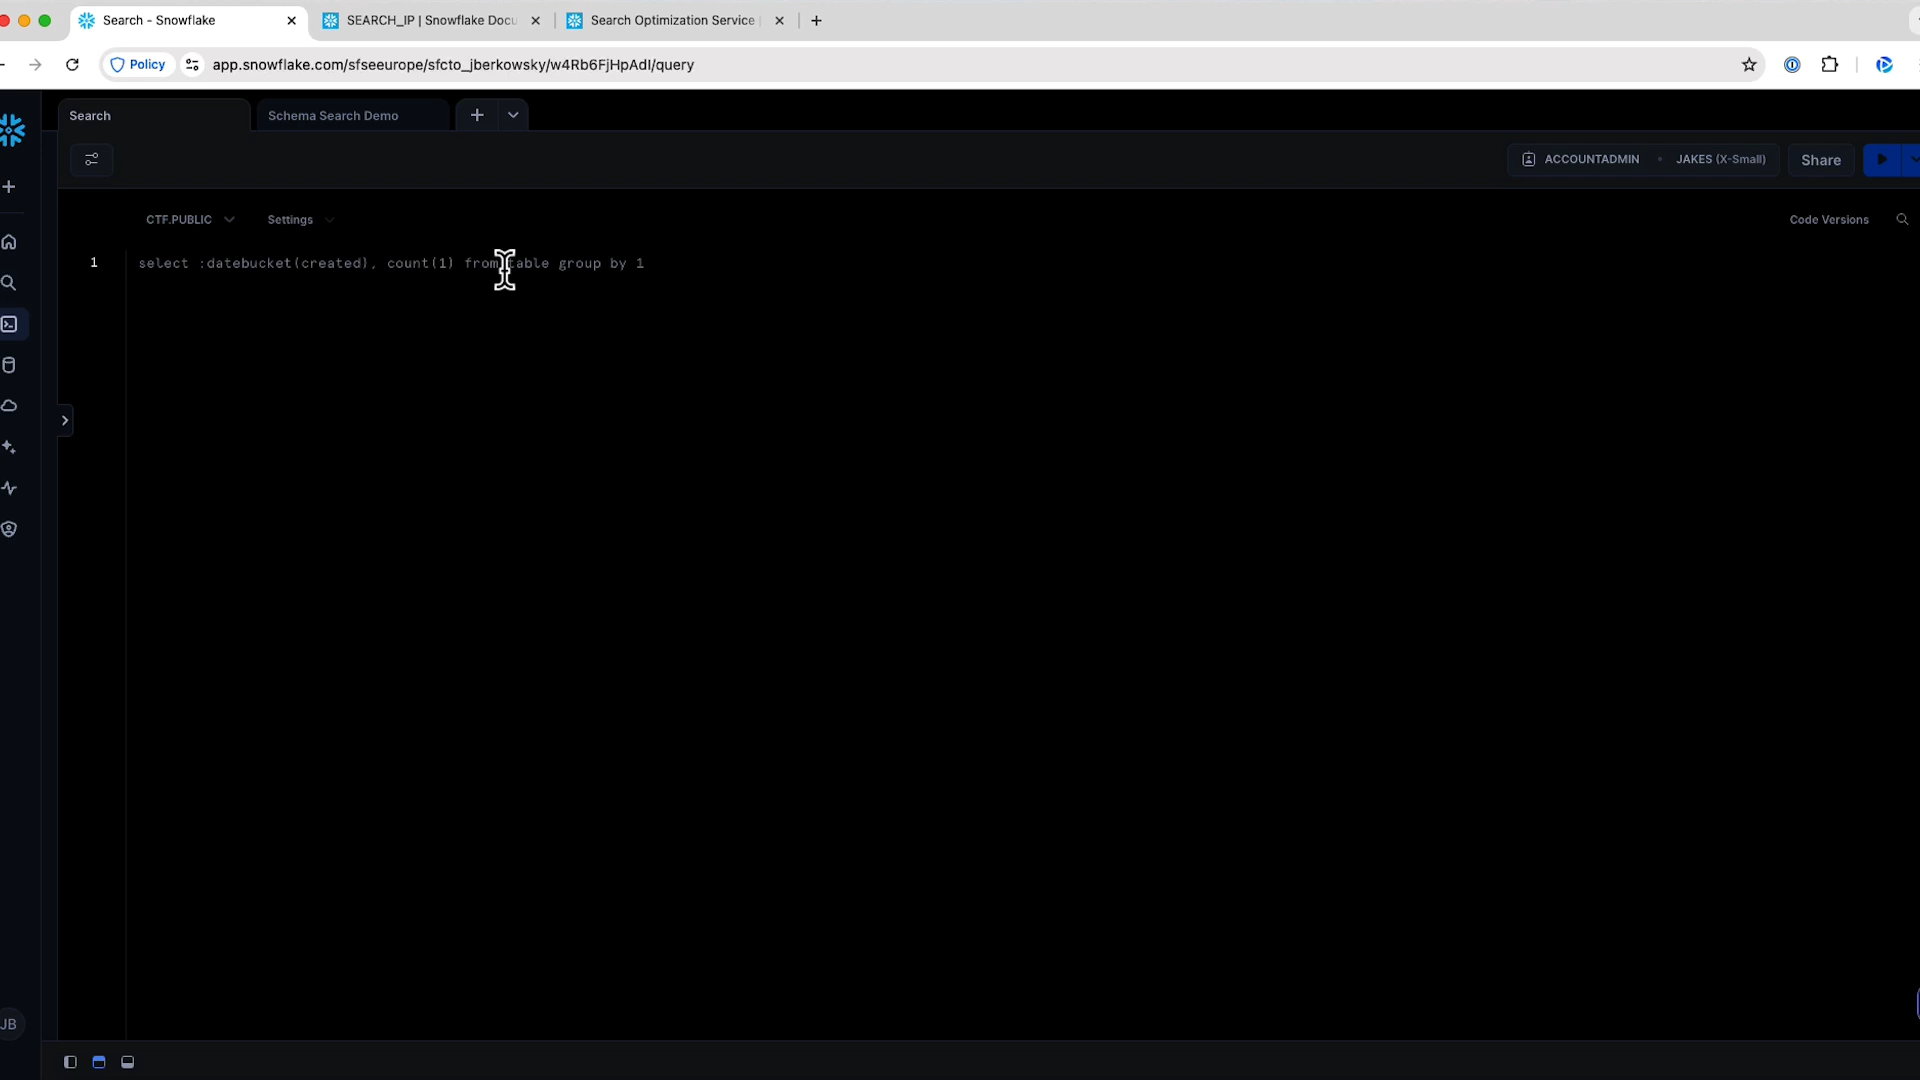 Search - Snowflake
SEARCH_IP | Snowflake Docu
Search Optimization Service
Policy
app.snowflake.com/sfseeurope/sfcto_jberkowsky/w4Rb6FjHpAdI/query
Search
Schema Search Demo
ACCOUNTADMIN
JAKES (X-Small)
Share
CTF.PUBLIC
Settings
Code Versions
1
select :datebucket(created), count(1) from table group by 1
JB